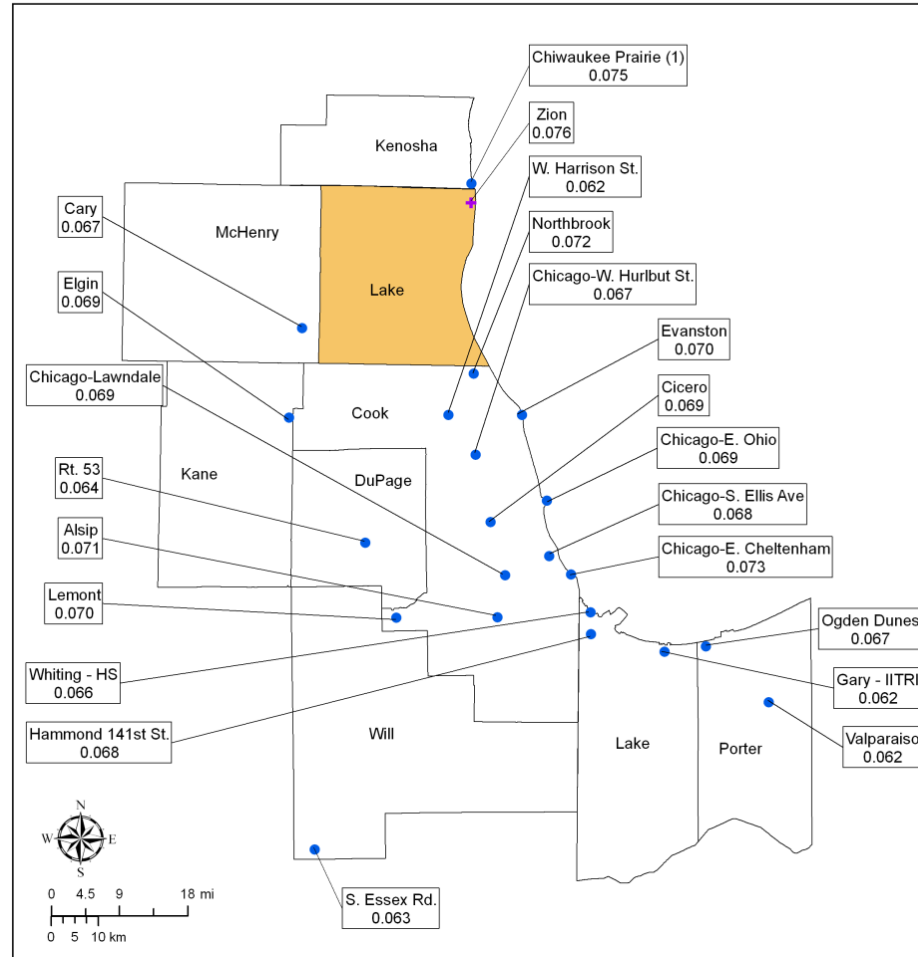 Chiwaukee Prairie (1)
0.075
Zion
0.076
Kenosha
W. Harrison St.
0.062
Cary
0.067
McHenry
Northbrook
0.072
Elgin
0.069
Lake
Chicago-W. Hurlbut St.
0.067
Evanston
0.070
Chicago-Lawndale
0.069
Cook
Cicero
0.069
Kane
DuPage
Chicago-E. Ohio
0.069
Rt. 53
0.064
Chicago-S. Ellis Ave
0.068
Alsip
0.071
Chicago-E. Cheltenham
0.073
Lemont
0.070
Ogden Dunes
0.067
Whiting - HS
0.066
Gary - IITRI
0.062
Hammond 141st St.
0.068
Will
Lake
Porter
Valparaiso
0.062
N
W E
S
0 4.5 9 18 mi
0 5 10 km
S. Essex Rd.
0.063